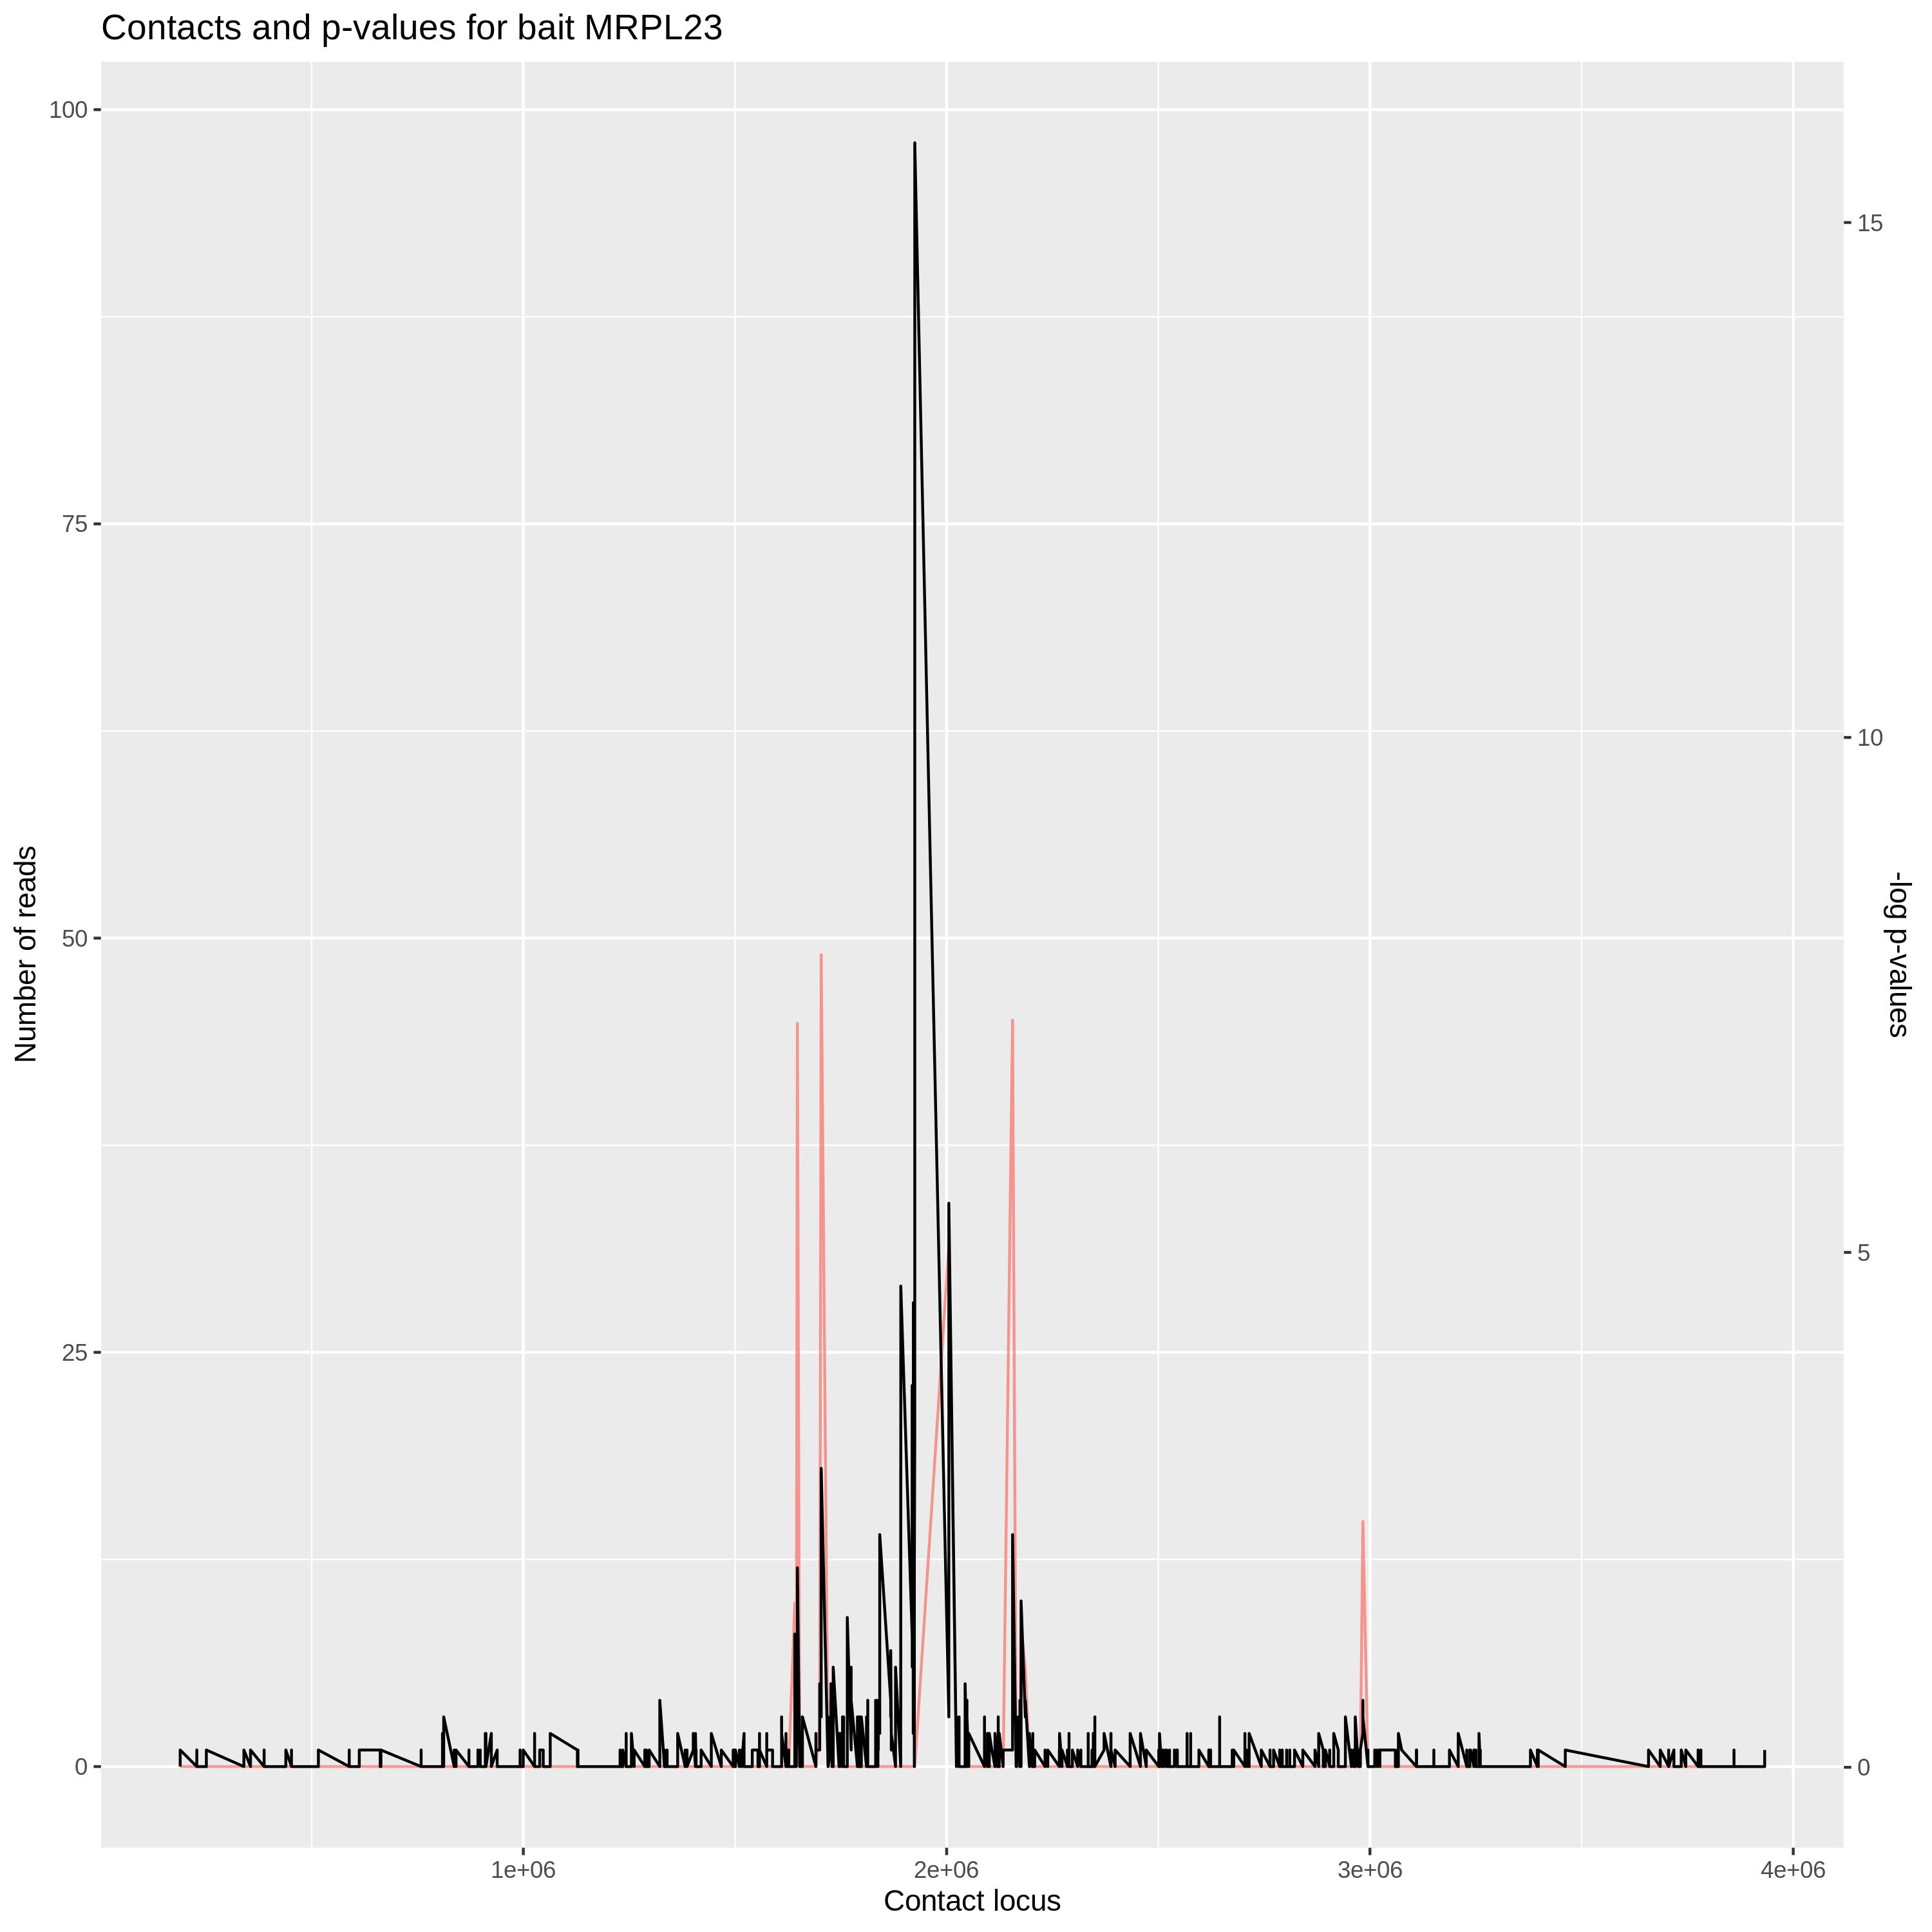 Contacts and p-values for bait MRPL23
100
75
50
25
0
Number of reads
15
10
5
0
-log p-values
1e+06
2e+06
3e+06
4e+06
Contact locus